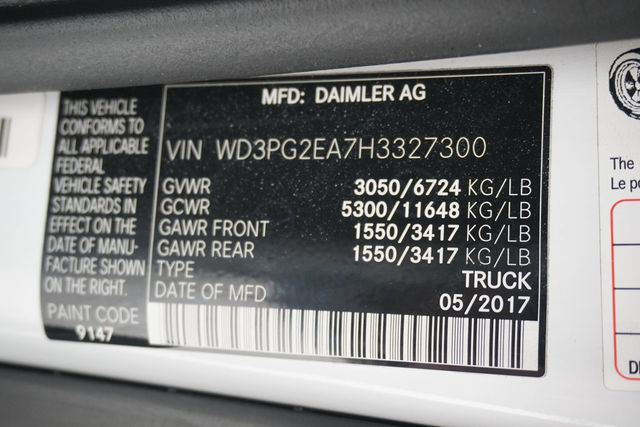 THIS VEHICLE
CONFORMS TO
ALL APPLICABLE
FEDERAL
VEHICLE SAFETY
STANDARDS IN
EFFECT ON THE
DATE OF MANU-
FACTURE SHOWN
ON THE RIGHT.
PAINT CODE
9147
MFD: DAIMLER AG
VIN WD3PG2EA7H3327300
GVWR 3050/6724 KG/LB
GCWR 5300/11648 KG/LB
GAWR FRONT 1550/3417 KG/LB
GAWR REAR 1550/3417 KG/LB
TYPE TRUCK
DATE OF MFD 05/2017
The
Le